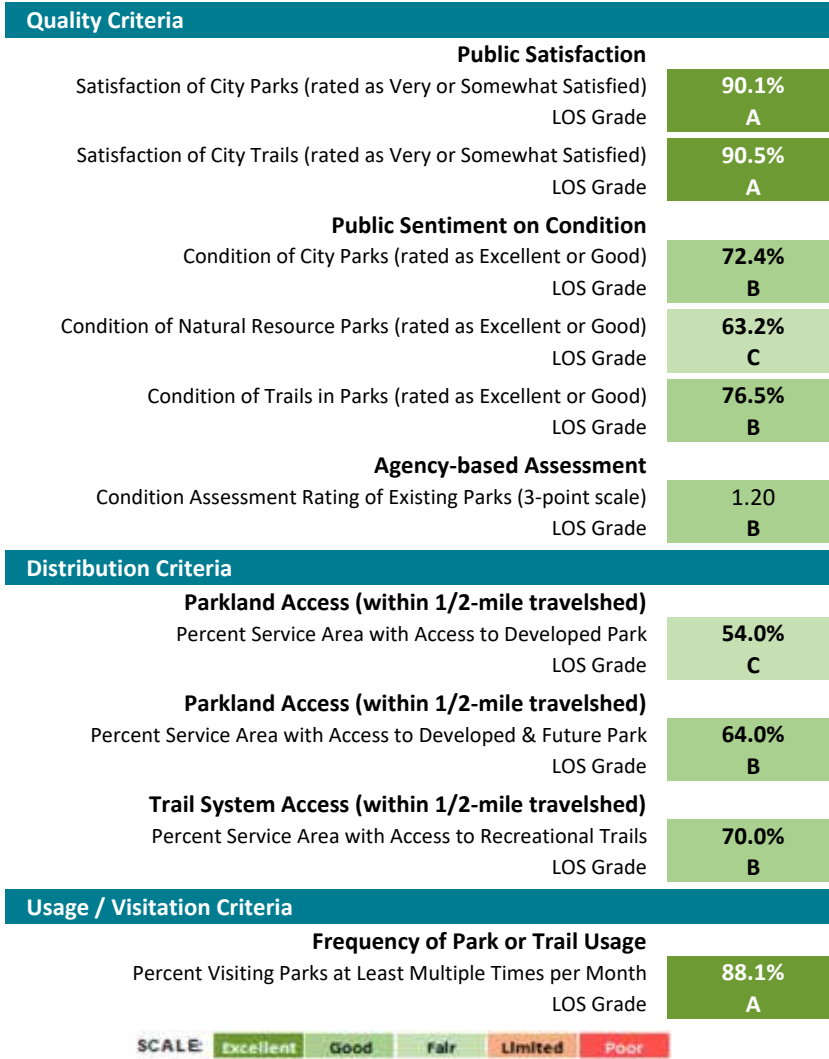 Quality Criteria
Public Satisfaction
Satisfaction of City Parks (rated as Very or Somewhat Satisfied) 90.1%
LOS Grade A
Satisfaction of City Trails (rated as Very or Somewhat Satisfied) 90.5%
LOS Grade A
Public Sentiment on Condition
Condition of City Parks (rated as Excellent or Good) 72.4%
LOS Grade B
Condition of Natural Resource Parks (rated as Excellent or Good) 63.2%
LOS Grade C
Condition of Trails in Parks (rated as Excellent or Good) 76.5%
LOS Grade B
Agency-based Assessment
Condition Assessment Rating of Existing Parks (3-point scale) 1.20
LOS Grade B
Distribution Criteria
Parkland Access (within 1/2-mile travelshed)
Percent Service Area with Access to Developed Park 54.0%
LOS Grade C
Parkland Access (within 1/2-mile travelshed)
Percent Service Area with Access to Developed & Future Park 64.0%
LOS Grade B
Trail System Access (within 1/2-mile travelshed)
Percent Service Area with Access to Recreational Trails 70.0%
LOS Grade B
Usage / Visitation Criteria
Frequency of Park or Trail Usage
Percent Visiting Parks at Least Multiple Times per Month 88.1%
LOS Grade A
SCALE: Excellent Good Fair Limited Poor